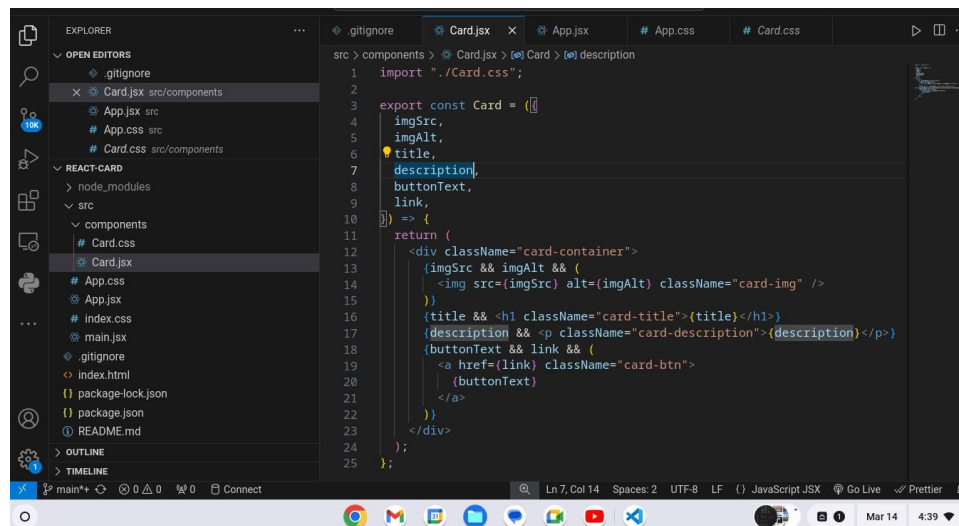 EXPLORER
OPEN EDITORS
.gitignore
Card.jsx src/components
App.jsx src
App.css src
Card.css src/components
REACT-CARD
node_modules
src
components
Card.css
Card.jsx
App.css
App.jsx
index.css
main.jsx
.gitignore
index.html
package-lock.json
package.json
README.md
OUTLINE
TIMELINE
10K
1
.gitignore
Card.jsx
App.jsx
App.css
Card.css
src > components > Card.jsx > Card > description
1 import "./Card.css";
2
3 export const Card = ({
4 imgSrc,
5 imgAlt,
6 title,
7 description,
8 buttonText,
9 link,
10 }) => {
11 return (
12 <div className="card-container">
13 {imgSrc && imgAlt && (
14 <img src={imgSrc} alt={imgAlt} className="card-img" />
15 )}
16 {title && <h1 className="card-title">{title}</h1>}
17 {description && <p className="card-description">{description}</p>}
18 {buttonText && link && (
19 <a href={link} className="card-btn">
20 {buttonText}
21 </a>
22 )}
23 </div>
24 );
25 };
main*+ 0 0 0 Connect Ln 7, Col 14 Spaces: 2 UTF-8 LF {} JavaScript JSX Go Live Prettier
31 Mar 14 4:39